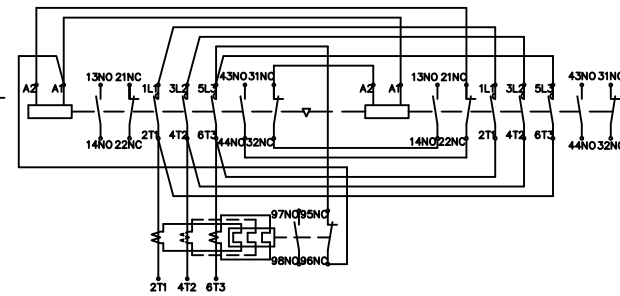 13NO 21NC 43NO 31NC 13NO 21NC 43NO 31NC
A2 A1 1L1 3L2 5L3 A2 A1 1L1 3L2 5L3
2T1 4T2 6T3 2T1 4T2 6T3
14NO 22NC 44NO 32NC 14NO 22NC 44NO 32NC
97NO 95NC
98NO 96NC
2T1 4T2 6T3